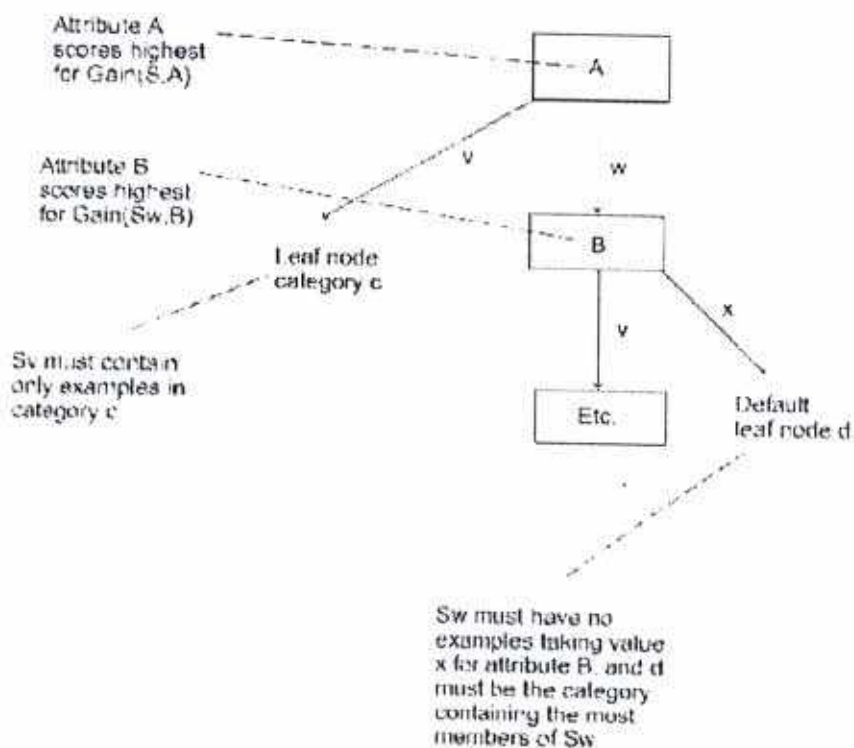 Attribute A
scores highest
for Gain(S,A)
A
v
w
Attribute B
scores highest
for Gain(Sw,B)
B
Leaf node
category c
x
v
Sv must contain
only examples in
category c
Etc.
Default
leaf node d
Sw must have no
examples taking value
x for attribute B, and d
must be the category
containing the most
members of Sw